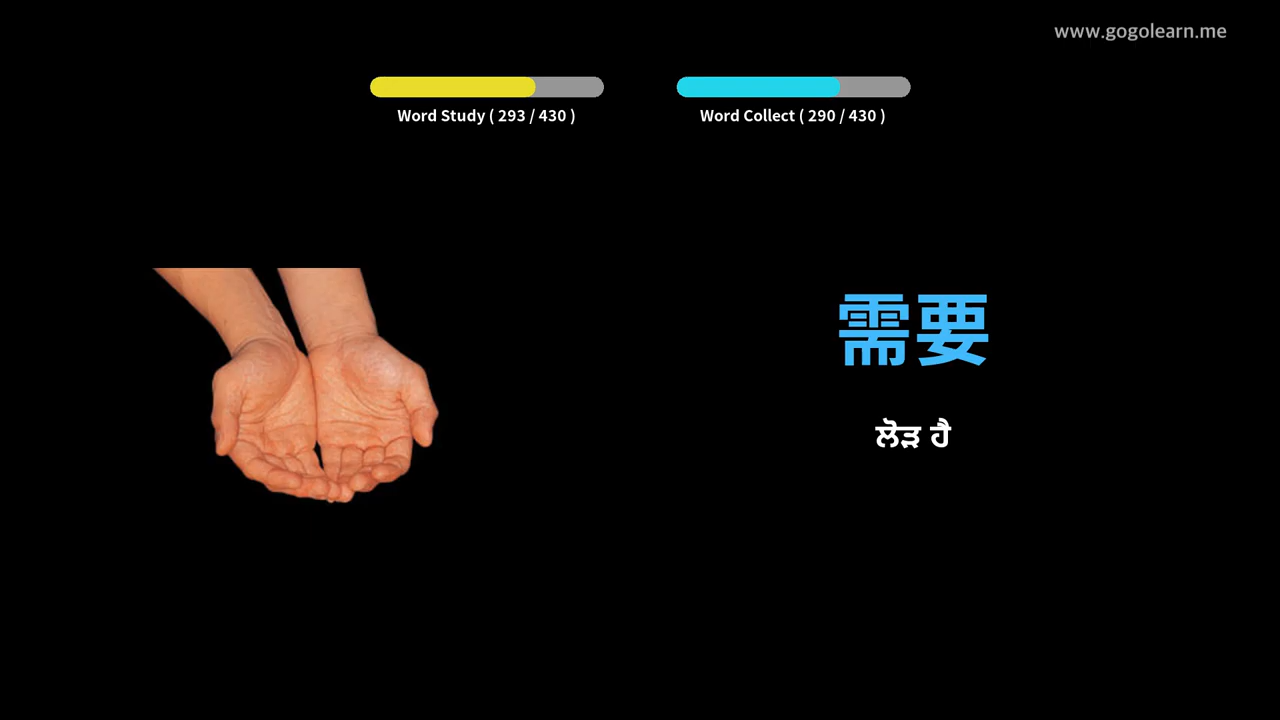 www.gogolearn.me
Word Study ( 293 / 430 )
Word Collect ( 290 / 430 )
需要
ਲੋੜ ਹੈ